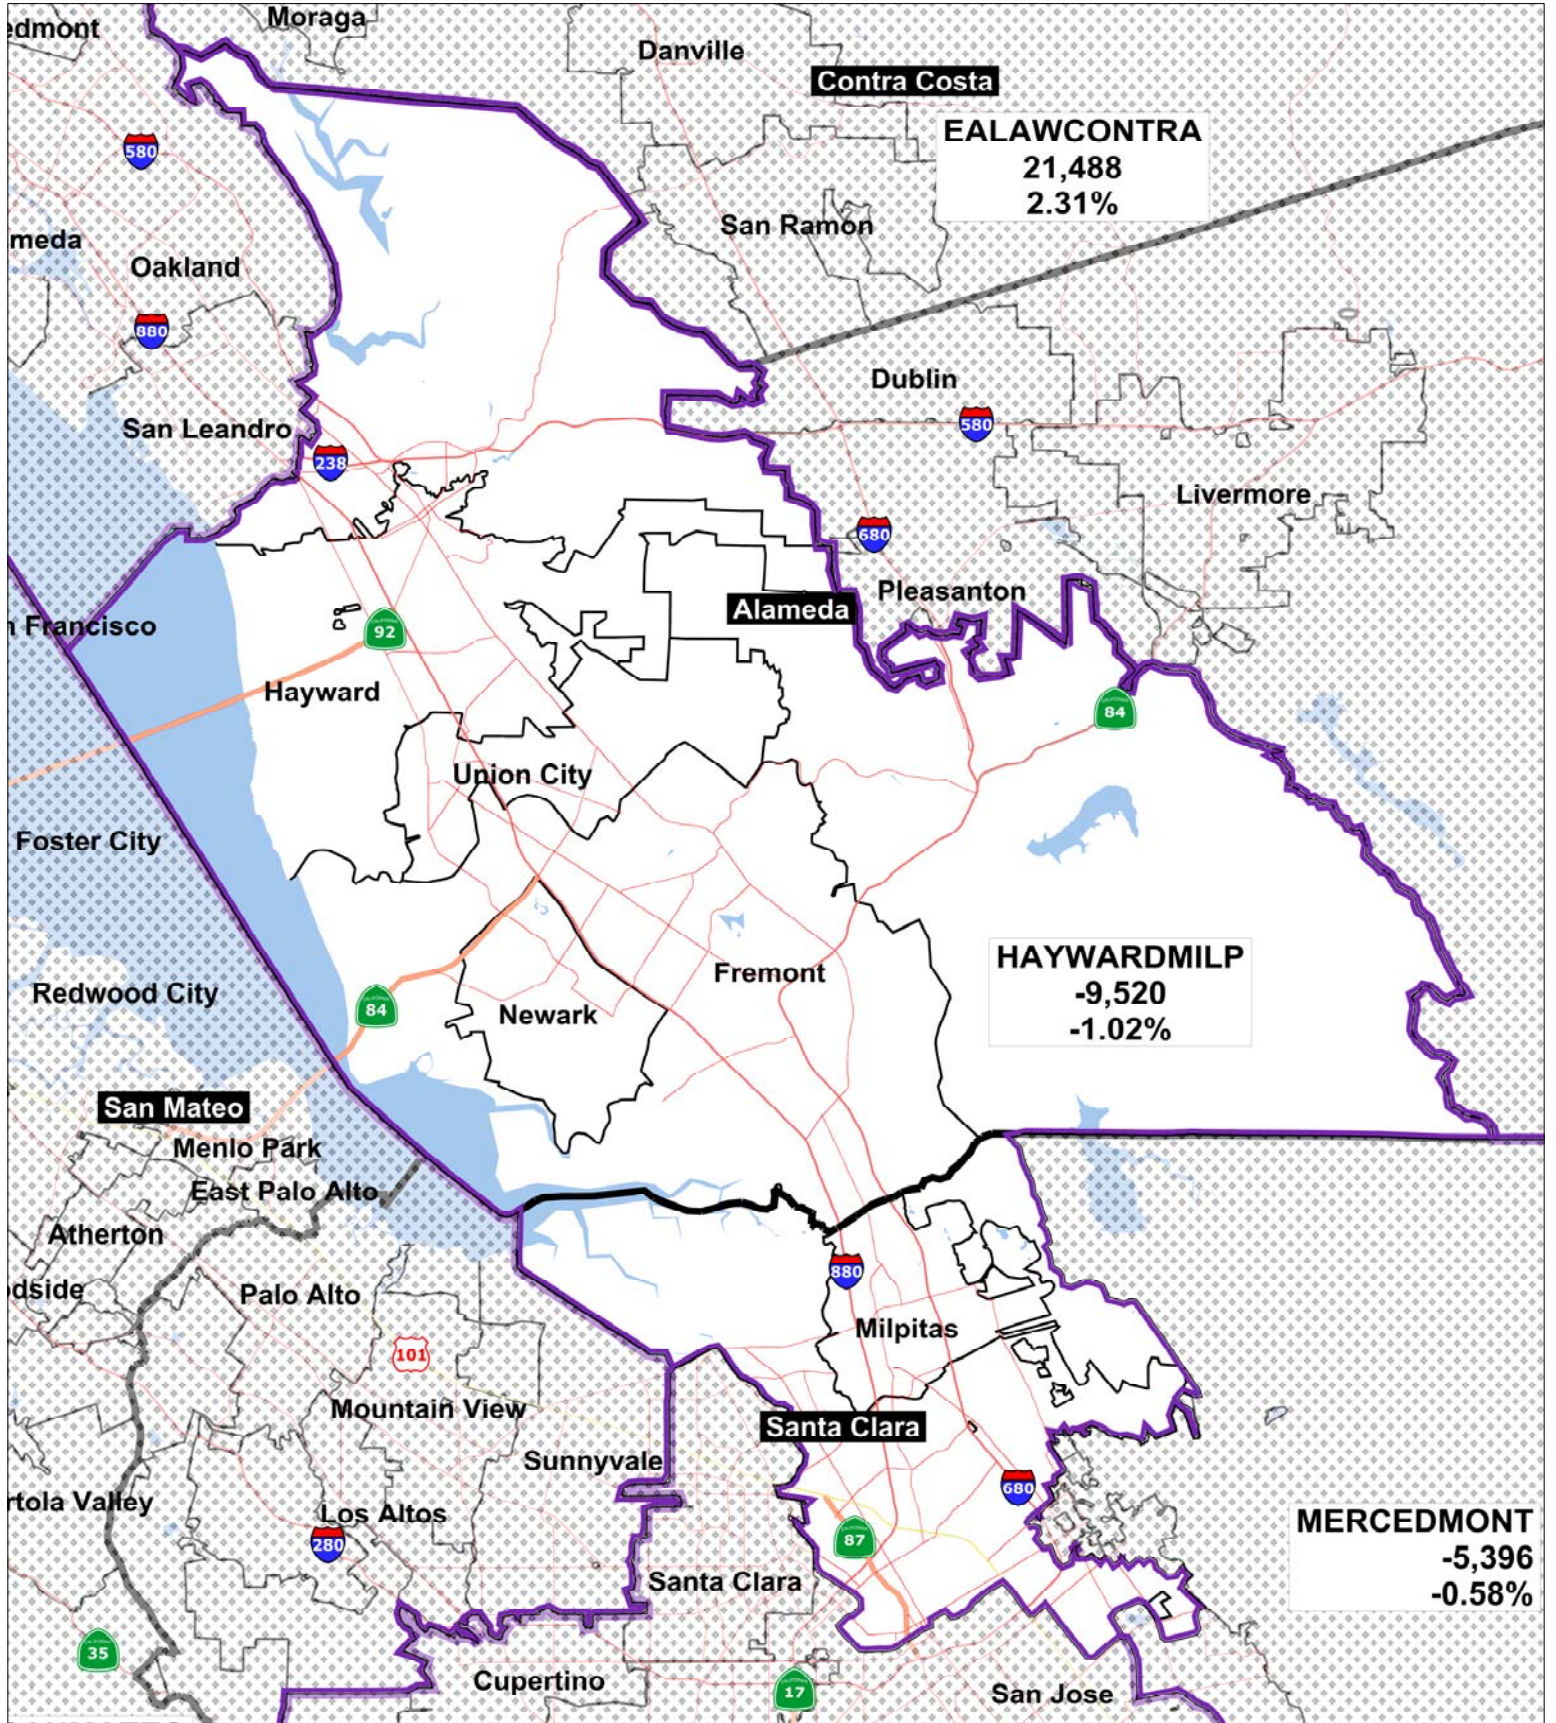 edmont
Moraga
Danville
Contra Costa
EALAWCONTRA
21,488
2.31%
580
San Ramon
meda
Oakland
880
Dublin
580
San Leandro
238
Livermore
680
Pleasanton
Alameda
n Francisco
92
Hayward
84
Union City
Foster City
HAYWARDMILP
-9,520
-1.02%
Fremont
Redwood City
84
Newark
San Mateo
Menlo Park
East Palo Alto
Atherton
880
odside
Palo Alto
Milpitas
101
Mountain View
Santa Clara
Sunnyvale
680
rtola Valley
Los Altos
MERCEDMONT
-5,396
-0.58%
280
87
Santa Clara
35
Cupertino
17
San Jose